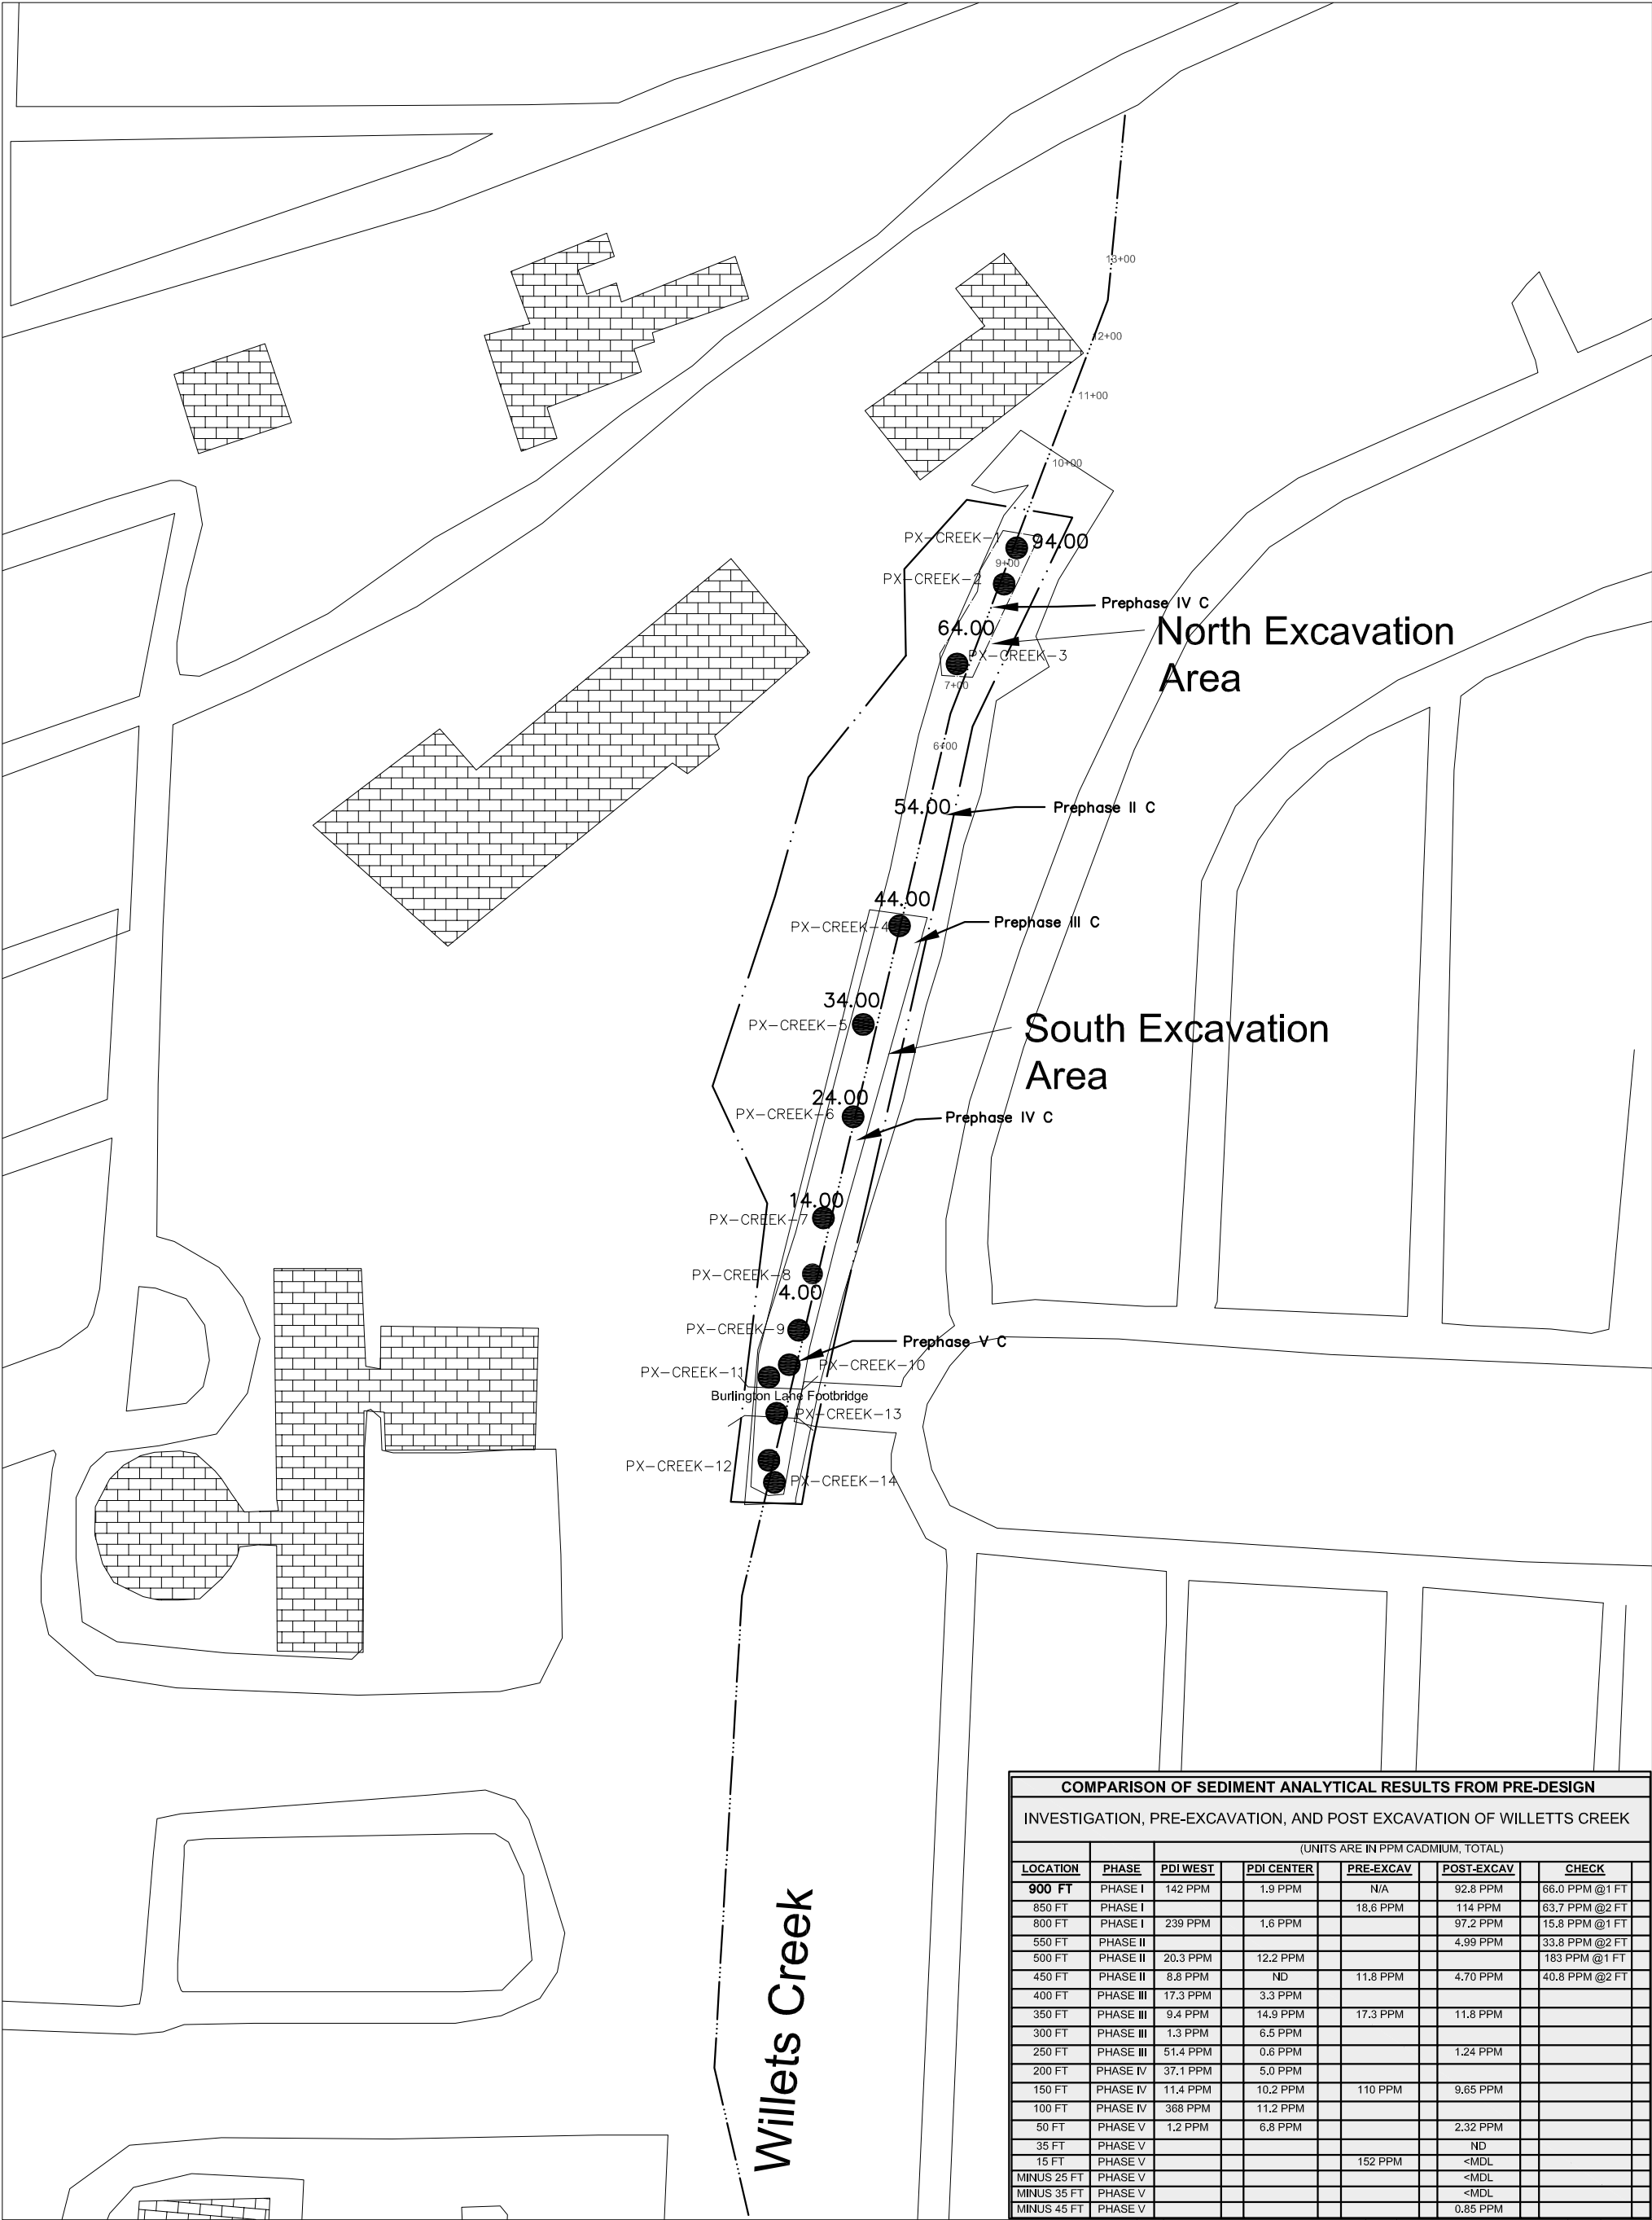 13+00
12+00
11+00
10+00
PX-CREEK-1
94.00
9+00
PX-CREEK-2
Prephase IV C
64.00
North Excavation
Area
PX-CREEK-3
7+00
6+00
54.00
Prephase II C
44.00
PX-CREEK-4
Prephase III C
34.00
PX-CREEK-5
South Excavation
Area
24.00
PX-CREEK-6
Prephase IV C
14.00
PX-CREEK-7
PX-CREEK-8
4.00
PX-CREEK-9
Prephase V C
PX-CREEK-10
PX-CREEK-11
Burlington Lane Footbridge
PX-CREEK-13
PX-CREEK-12
PX-CREEK-14
Willets Creek
COMPARISON OF SEDIMENT ANALYTICAL RESULTS FROM PRE-DESIGN
INVESTIGATION, PRE-EXCAVATION, AND POST EXCAVATION OF WILLETTS CREEK
(UNITS ARE IN PPM CADMIUM, TOTAL)
LOCATION PHASE PDI WEST PDI CENTER PRE-EXCAV POST-EXCAV CHECK
900 FT PHASE I 142 PPM 1.9 PPM N/A 92.8 PPM 66.0 PPM @1 FT
850 FT PHASE I 18.6 PPM 114 PPM 63.7 PPM @2 FT
800 FT PHASE I 239 PPM 1.6 PPM 97.2 PPM 15.8 PPM @1 FT
550 FT PHASE II 4.99 PPM 33.8 PPM @2 FT
500 FT PHASE II 20.3 PPM 12.2 PPM 183 PPM @1 FT
450 FT PHASE II 8.8 PPM ND 11.8 PPM 4.70 PPM 40.8 PPM @2 FT
400 FT PHASE III 17.3 PPM 3.3 PPM
350 FT PHASE III 9.4 PPM 14.9 PPM 17.3 PPM 11.8 PPM
300 FT PHASE III 1.3 PPM 6.5 PPM
250 FT PHASE III 51.4 PPM 0.6 PPM 1.24 PPM
200 FT PHASE IV 37.1 PPM 5.0 PPM
150 FT PHASE IV 11.4 PPM 10.2 PPM 110 PPM 9.65 PPM
100 FT PHASE IV 368 PPM 11.2 PPM
50 FT PHASE V 1.2 PPM 6.8 PPM 2.32 PPM
35 FT PHASE V ND
15 FT PHASE V 152 PPM <MDL
MINUS 25 FT PHASE V <MDL
MINUS 35 FT PHASE V <MDL
MINUS 45 FT PHASE V 0.85 PPM